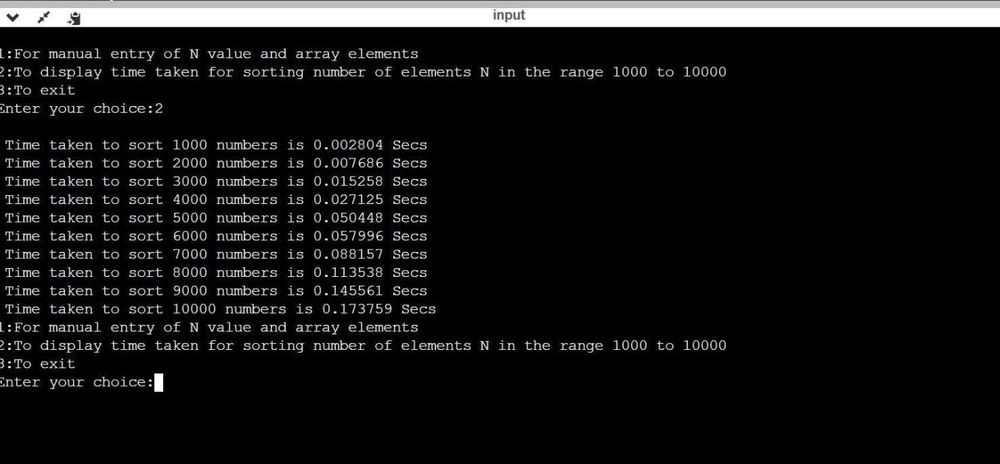 input
1:For manual entry of N value and array elements
2:To display time taken for sorting number of elements N in the range 1000 to 10000
3:To exit
Enter your choice:2
Time taken to sort 1000 numbers is 0.002804 Secs
Time taken to sort 2000 numbers is 0.007686 Secs
Time taken to sort 3000 numbers is 0.015258 Secs
Time taken to sort 4000 numbers is 0.027125 Secs
Time taken to sort 5000 numbers is 0.050448 Secs
Time taken to sort 6000 numbers is 0.057996 Secs
Time taken to sort 7000 numbers is 0.088157 Secs
Time taken to sort 8000 numbers is 0.113538 Secs
Time taken to sort 9000 numbers is 0.145561 Secs
Time taken to sort 10000 numbers is 0.173759 Secs
1:For manual entry of N value and array elements
2:To display time taken for sorting number of elements N in the range 1000 to 10000
3:To exit
Enter your choice: